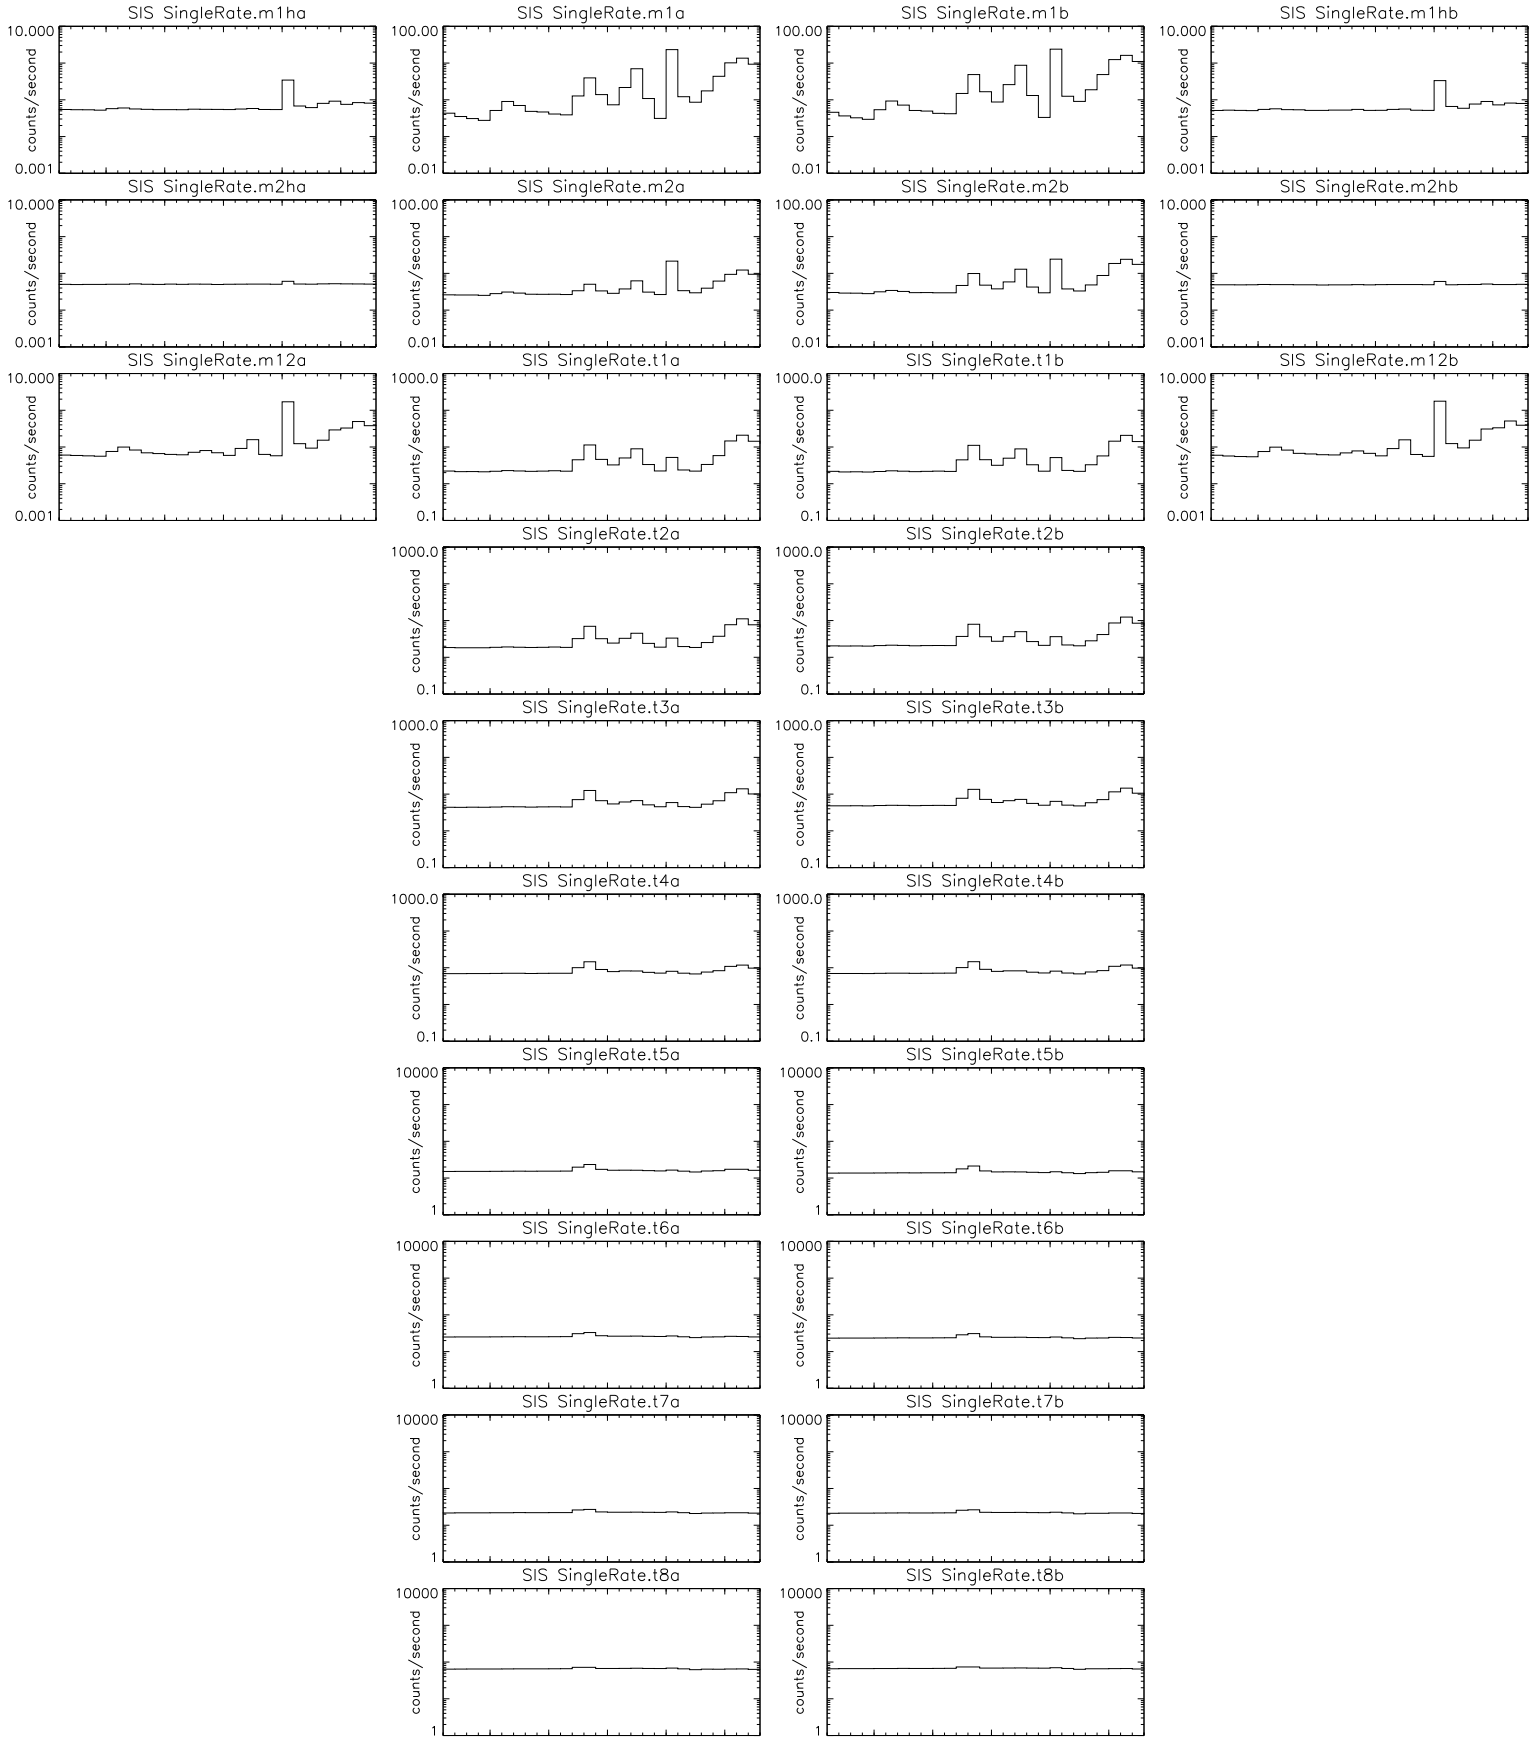 SIS SingleRate.m1ha
10.000
counts/second
0.001
SIS SingleRate.m1a
100.00
counts/second
0.01
SIS SingleRate.m1b
100.00
counts/second
0.01
SIS SingleRate.m1hb
10.000
counts/second
0.001
SIS SingleRate.m2ha
10.000
counts/second
0.001
SIS SingleRate.m2a
100.00
counts/second
0.01
SIS SingleRate.m2b
100.00
counts/second
0.01
SIS SingleRate.m2hb
10.000
counts/second
0.001
SIS SingleRate.m12a
10.000
counts/second
0.001
SIS SingleRate.t1a
1000.0
counts/second
0.1
SIS SingleRate.t1b
1000.0
counts/second
0.1
SIS SingleRate.m12b
10.000
counts/second
0.001
SIS SingleRate.t2a
1000.0
counts/second
0.1
SIS SingleRate.t2b
1000.0
counts/second
0.1
SIS SingleRate.t3a
1000.0
counts/second
0.1
SIS SingleRate.t3b
1000.0
counts/second
0.1
SIS SingleRate.t4a
1000.0
counts/second
0.1
SIS SingleRate.t4b
1000.0
counts/second
0.1
SIS SingleRate.t5a
10000
counts/second
1
SIS SingleRate.t5b
10000
counts/second
1
SIS SingleRate.t6a
10000
counts/second
1
SIS SingleRate.t6b
10000
counts/second
1
SIS SingleRate.t7a
10000
counts/second
1
SIS SingleRate.t7b
10000
counts/second
1
SIS SingleRate.t8a
10000
counts/second
1
SIS SingleRate.t8b
10000
counts/second
1